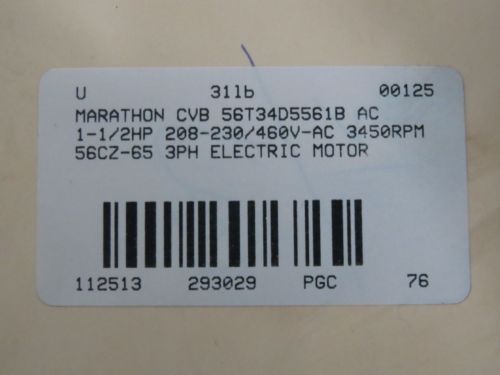 U 31lb 00125
MARATHON CVB 56T34D5561B AC
1-1/2HP 208-230/460V-AC 3450RPM
56CZ-65 3PH ELECTRIC MOTOR
112513 293029 PGC 76